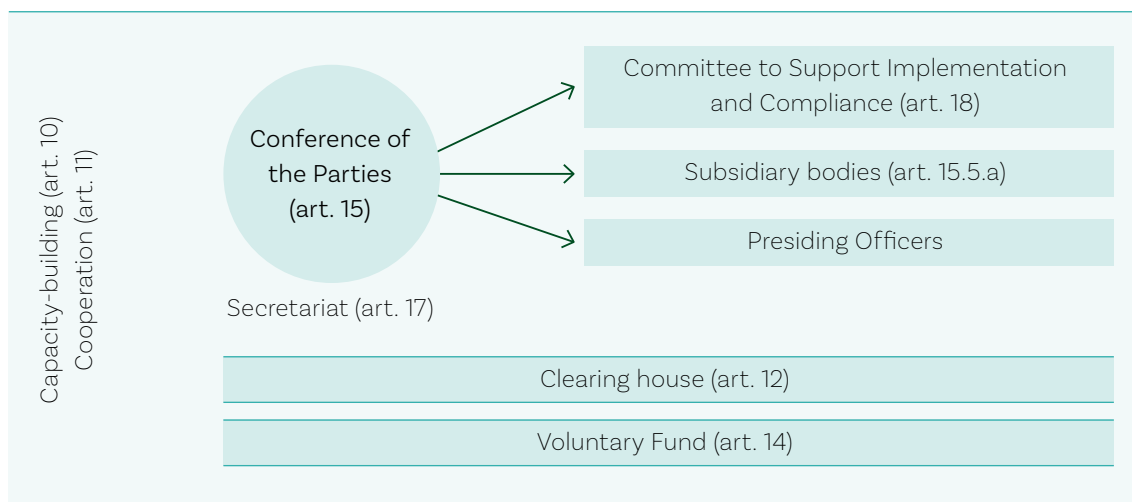 Capacity-building (art. 10)
Cooperation (art. 11)
Conference of
the Parties
(art. 15)
Secretariat (art. 17)
Committee to Support Implementation
and Compliance (art. 18)
Subsidiary bodies (art. 15.5.a)
Presiding Officers
Clearing house (art. 12)
Voluntary Fund (art. 14)